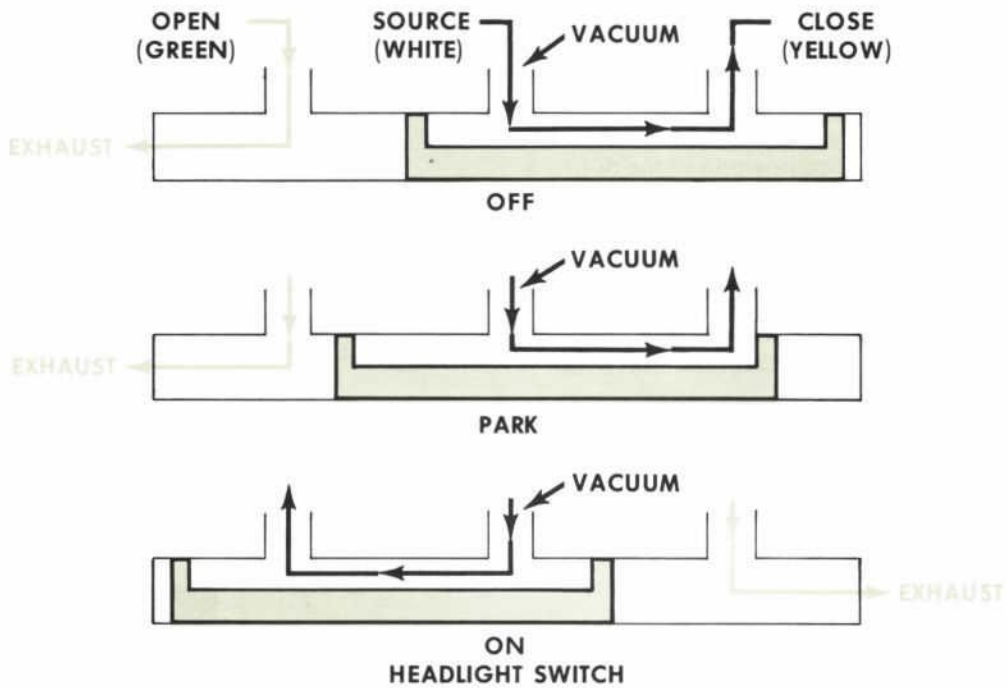 OPEN
(GREEN)
SOURCE
(WHITE)
VACUUM
CLOSE
(YELLOW)
EXHAUST
OFF
VACUUM
EXHAUST
PARK
VACUUM
EXHAUST
ON
HEADLIGHT SWITCH